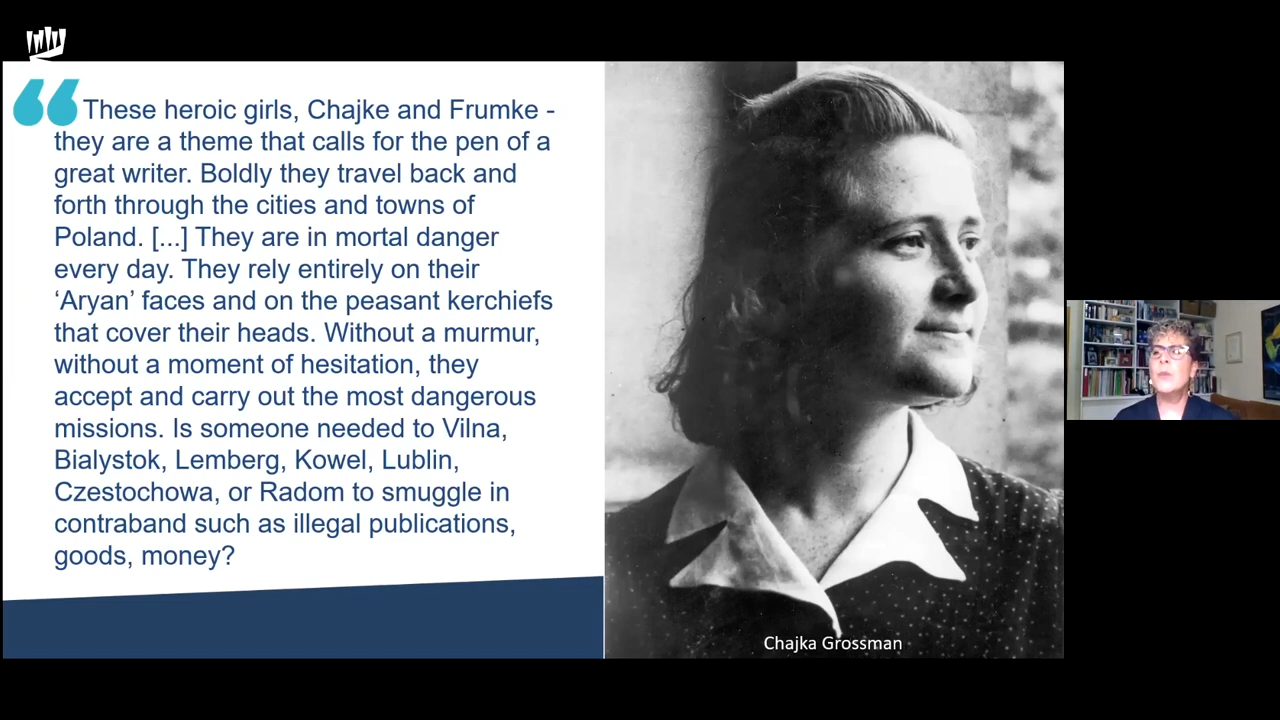 These heroic girls, Chajke and Frumke -
they are a theme that calls for the pen of a
great writer. Boldly they travel back and
forth through the cities and towns of
Poland. [...] They are in mortal danger
every day. They rely entirely on their
‘Aryan’ faces and on the peasant kerchiefs
that cover their heads. Without a murmur,
without a moment of hesitation, they
accept and carry out the most dangerous
missions. Is someone needed to Vilna,
Bialystok, Lemberg, Kowel, Lublin,
Czestochowa, or Radom to smuggle in
contraband such as illegal publications,
goods, money?
Chajka Grossman